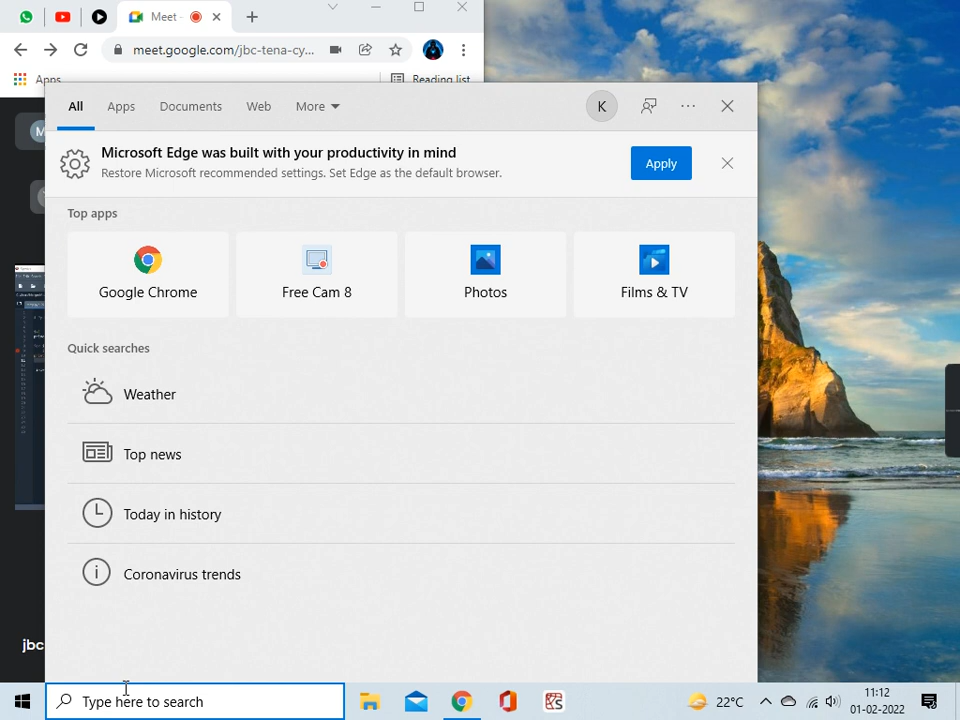 Meet
meet.google.com/jbc-tena-cy...
Apps
Reading list
All
Apps
Documents
Web
More
K
Microsoft Edge was built with your productivity in mind
Restore Microsoft recommended settings. Set Edge as the default browser.
Apply
Top apps
Google Chrome
Free Cam 8
Photos
Films & TV
Quick searches
Weather
Top news
Today in history
Coronavirus trends
jbc
Type here to search
22°C
11:12
01-02-2022